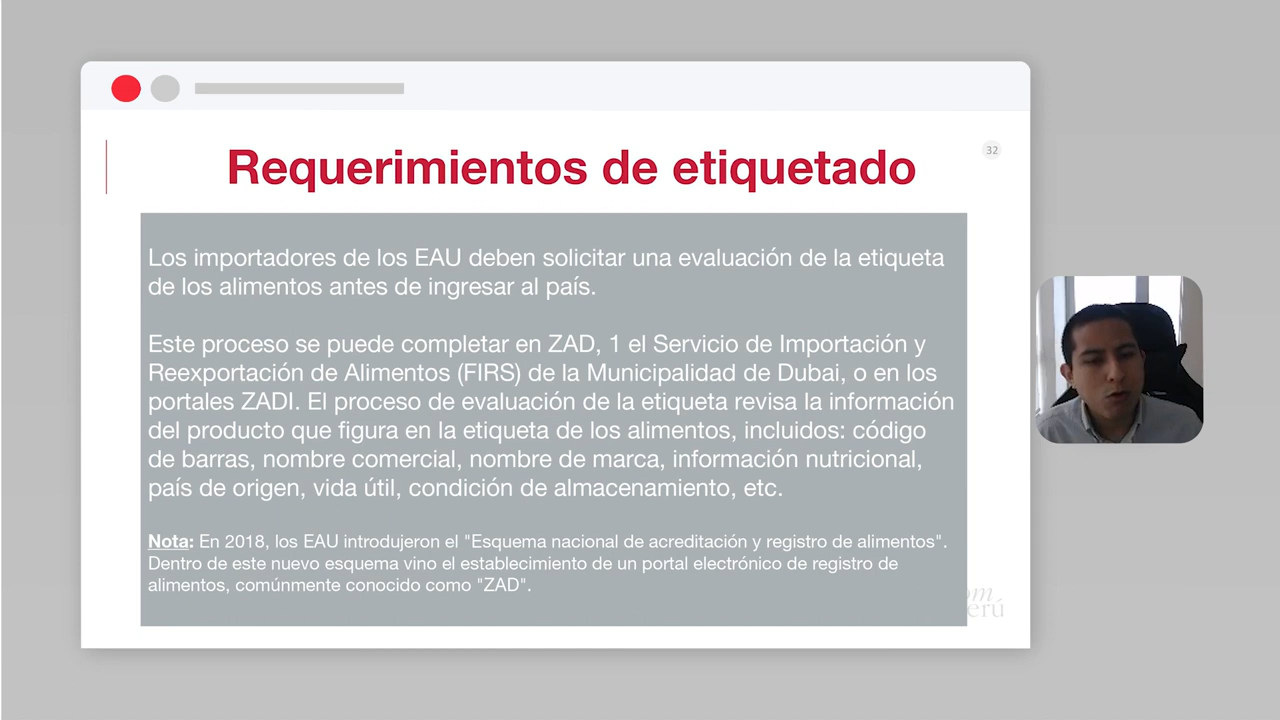 Requerimientos de etiquetado
32
Los importadores de los EAU deben solicitar una evaluación de la etiqueta
de los alimentos antes de ingresar al país.
Este proceso se puede completar en ZAD, 1 el Servicio de Importación y
Reexportación de Alimentos (FIRS) de la Municipalidad de Dubai, o en los
portales ZADI. El proceso de evaluación de la etiqueta revisa la información
del producto que figura en la etiqueta de los alimentos, incluidos: código
de barras, nombre comercial, nombre de marca, información nutricional,
país de origen, vida útil, condición de almacenamiento, etc.
Nota: En 2018, los EAU introdujeron el "Esquema nacional de acreditación y registro de alimentos".
Dentro de este nuevo esquema vino el establecimiento de un portal electrónico de registro de
alimentos, comúnmente conocido como "ZAD".